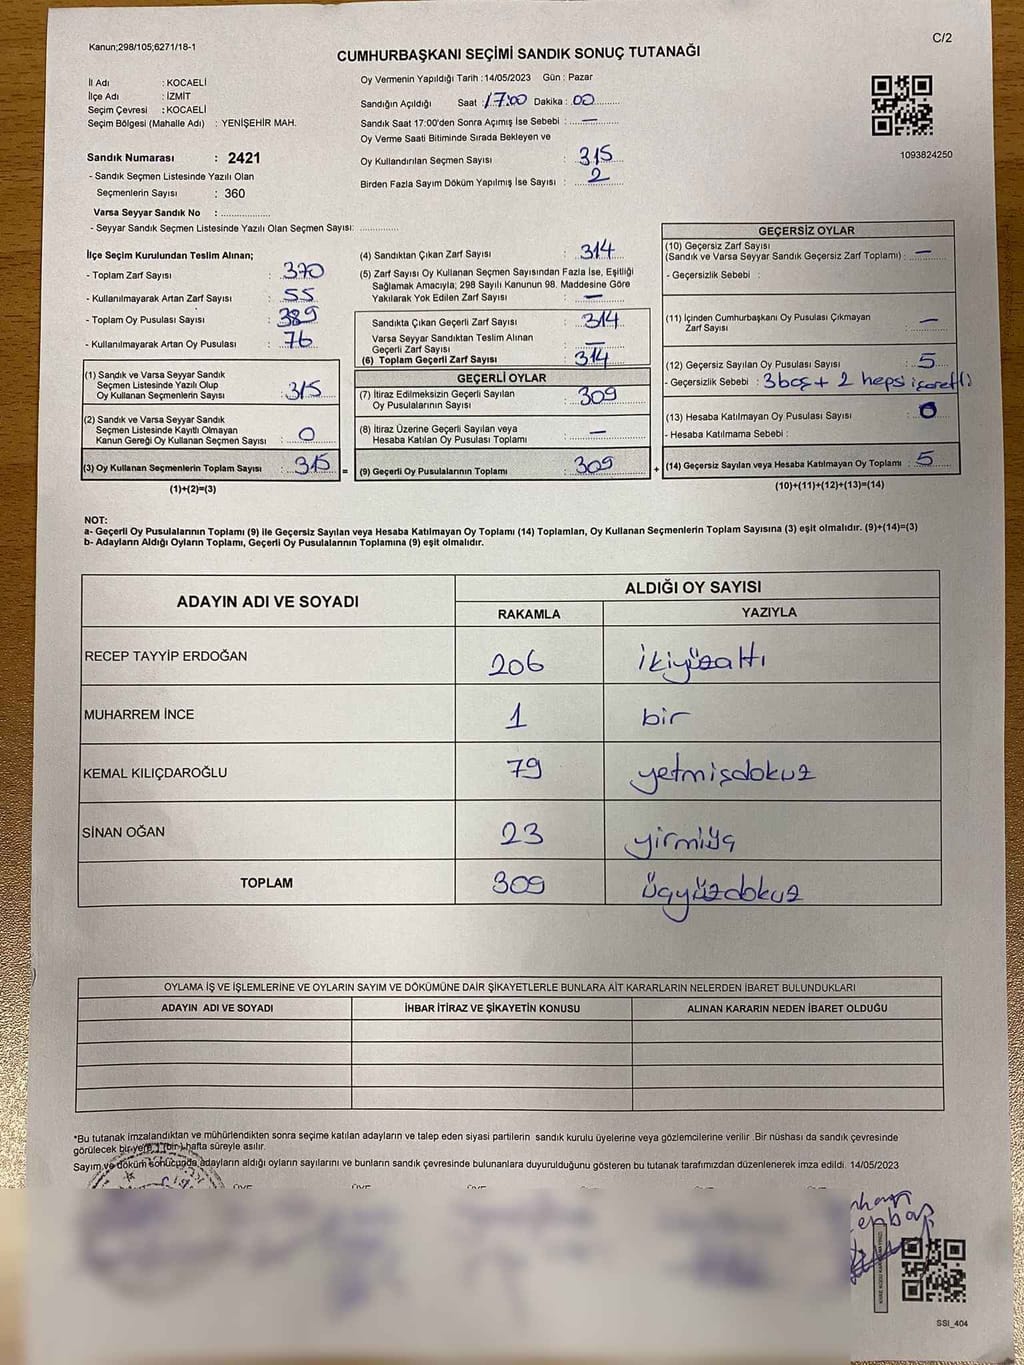 Kanun;298/105;6271/18-1
C/2
CUMHURBAŞKANI SEÇİMİ SANDIK SONUÇ TUTANAĞI
İl Adı : KOCAELİ
İlçe Adı : İZMİT
Seçim Çevresi : KOCAELİ
Seçim Bölgesi (Mahalle Adı) : YENİŞEHİR MAH.
Sandık Numarası : 2421
- Sandık Seçmen Listesinde Yazılı Olan
Seçmenlerin Sayısı : 360
Varsa Seyyar Sandık No :
- Seyyar Sandık Seçmen Listesinde Yazılı Olan Seçmen Sayısı:
Oy Vermenin Yapıldığı Tarih :14/05/2023 Gün : Pazar
Sandığın Açıldığı Saat : 17:00 Dakika : 00
Sandık Saat 17:00'den Sonra Açımış İse Sebebi : —
Oy Verme Saati Bitiminde Sırada Bekleyen ve
Oy Kullandırılan Seçmen Sayısı : 315
Birden Fazla Sayım Döküm Yapılmış İse Sayısı : 2
1093824250
İlçe Seçim Kurulundan Teslim Alınan;
- Toplam Zarf Sayısı : 370
- Kullanılmayarak Artan Zarf Sayısı : 55
- Toplam Oy Pusulası Sayısı : 389
- Kullanılmayarak Artan Oy Pusulası : 76
(1) Sandık ve Varsa Seyyar Sandık
Seçmen Listesinde Yazılı Olup
Oy Kullanan Seçmenlerin Sayısı : 315
(2) Sandık ve Varsa Seyyar Sandık
Seçmen Listesinde Kayıtlı Olmayan
Kanun Gereği Oy Kullanan Seçmen Sayısı : 0
(3) Oy Kullanan Seçmenlerin Toplam Sayısı : 315 =
(1)+(2)=(3)
(4) Sandıktan Çıkan Zarf Sayısı : 314
(5) Zarf Sayısı Oy Kullanan Seçmen Sayısından Fazla İse, Eşitliği
Sağlamak Amacıyla; 298 Sayılı Kanunun 98. Maddesine Göre
Yakılarak Yok Edilen Zarf Sayısı : —
Sandıkta Çıkan Geçerli Zarf Sayısı : 314
Varsa Seyyar Sandıktan Teslim Alınan
Geçerli Zarf Sayısı : —
(6) Toplam Geçerli Zarf Sayısı : 314
GEÇERLİ OYLAR
(7) İtiraz Edilmeksizin Geçerli Sayılan
Oy Pusulalarının Sayısı : 309
(8) İtiraz Üzerine Geçerli Sayılan veya
Hesaba Katılan Oy Pusulası Toplamı : —
(9) Geçerli Oy Pusulalarının Toplamı : 309 +
GEÇERSİZ OYLAR
(10) Geçersiz Zarf Sayısı
(Sandık ve Varsa Seyyar Sandık Geçersiz Zarf Toplamı) : —
- Geçersizlik Sebebi :
(11) İçinden Cumhurbaşkanı Oy Pusulası Çıkmayan
Zarf Sayısı : —
(12) Geçersiz Sayılan Oy Pusulası Sayısı : 5
- Geçersizlik Sebebi : 3 boş + 2 hepsi işaretli
(13) Hesaba Katılmayan Oy Pusulası Sayısı : 0
- Hesaba Katılmama Sebebi :
(14) Geçersiz Sayılan veya Hesaba Katılmayan Oy Toplamı : 5
(10)+(11)+(12)+(13)=(14)
NOT:
a- Geçerli Oy Pusulalarının Toplamı (9) ile Geçersiz Sayılan veya Hesaba Katılmayan Oy Toplamı (14) Toplamları, Oy Kullanan Seçmenlerin Toplam Sayısına (3) eşit olmalıdır. (9)+(14)=(3)
b- Adayların Aldığı Oyların Toplamı, Geçerli Oy Pusulalarının Toplamına (9) eşit olmalıdır.
ADAYIN ADI VE SOYADI
ALDIĞI OY SAYISI
RAKAMLA YAZIYLA
RECEP TAYYİP ERDOĞAN 206 ikiyüzaltı
MUHARREM İNCE 1 bir
KEMAL KILIÇDAROĞLU 79 yetmişdokuz
SİNAN OĞAN 23 yirmiüç
TOPLAM 309 üçyüzdokuz
OYLAMA İŞ VE İŞLEMLERİNE VE OYLARIN SAYIM VE DÖKÜMÜNE DAİR ŞİKAYETLERLE BUNLARA AİT KARARLARIN NELERDEN İBARET BULUNDUKLARI
ADAYIN ADI VE SOYADI İHBAR İTİRAZ VE ŞİKAYETİN KONUSU ALINAN KARARIN NEDEN İBARET OLDUĞU
*Bu tutanak imzalandıktan ve mühürlendikten sonra seçime katılan adayların ve talep eden siyasi partilerin sandık kurulu üyelerine veya gözlemcilerine verilir .Bir nüshası da sandık çevresinde
görülecek bir yere 1 (bir) hafta süreyle asılır.
Sayım ve döküm sonucunda adayların aldığı oyların sayılarını ve bunların sandık çevresinde bulunanlara duyurulduğunu gösteren bu tutanak tarafımızdan düzenlenerek imza edildi. 14/05/2023
ÜYE ÜYE ÜYE ÜYE ÜYE
SSI_404